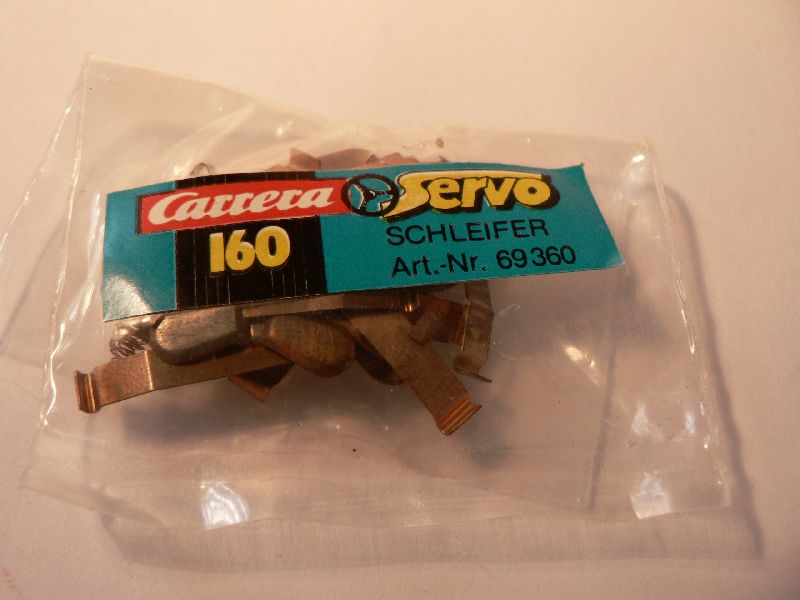 Carrera Servo
160 SCHLEIFER
Art.-Nr. 69360